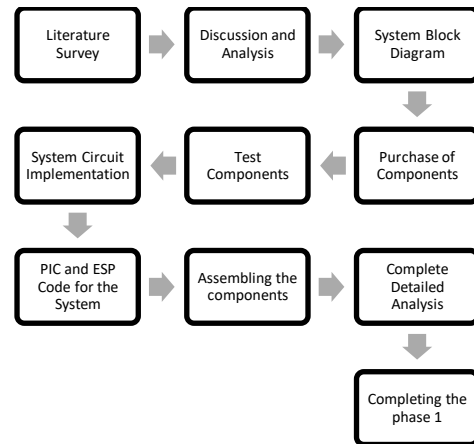 Literature
Survey
Discussion and
Analysis
System Block
Diagram
System Circuit
Implementation
Test
Components
Purchase of
Components
PIC and ESP
Code for the
System
Assembling the
components
Complete
Detailed
Analysis
Completing the
phase 1